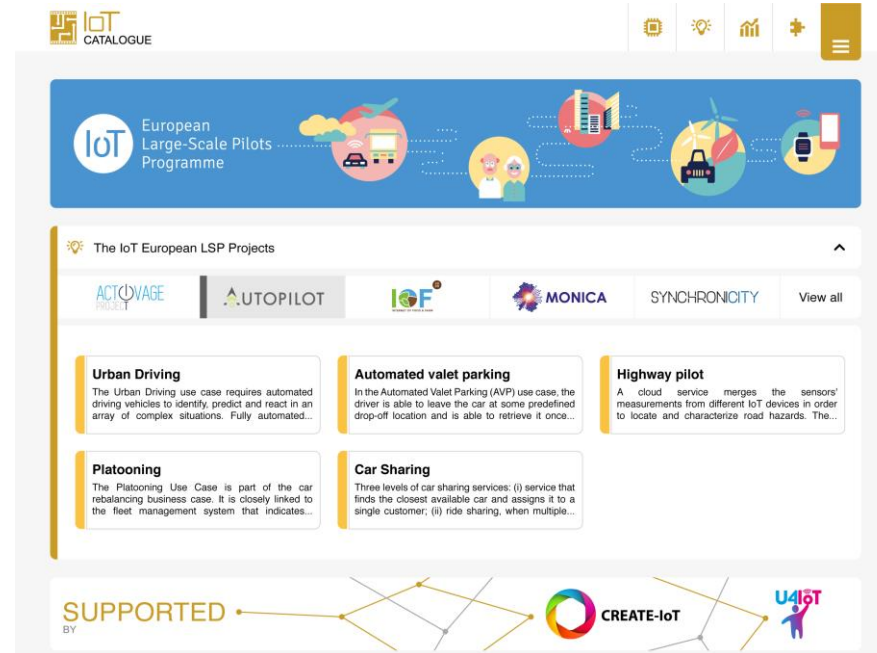 IoT
CATALOGUE
IoT
European
Large-Scale Pilots
Programme
The IoT European LSP Projects
ACTIVAGE
PROJECT
AUTOPILOT
IOF
MONICA
SYNCHRONICITY
View all
Urban Driving
The Urban Driving use case requires automated
driving vehicles to identify, predict and react in an
array of complex situations. Fully automated...
Automated valet parking
In the Automated Valet Parking (AVP) use case, the
driver is able to leave the car at some predefined
drop-off location and is able to retrieve it once...
Highway pilot
A cloud service merges the sensors'
measurements from different IoT devices in order
to locate and characterize road hazards. The...
Platooning
The Platooning Use Case is part of the car
rebalancing business case. It is closely linked to
the fleet management system that indicates...
Car Sharing
Three levels of car sharing services: (i) service that
finds the closest available car and assigns it to a
single customer; (ii) ride sharing, when multiple...
SUPPORTED
BY
CREATE-IoT
U4IoT